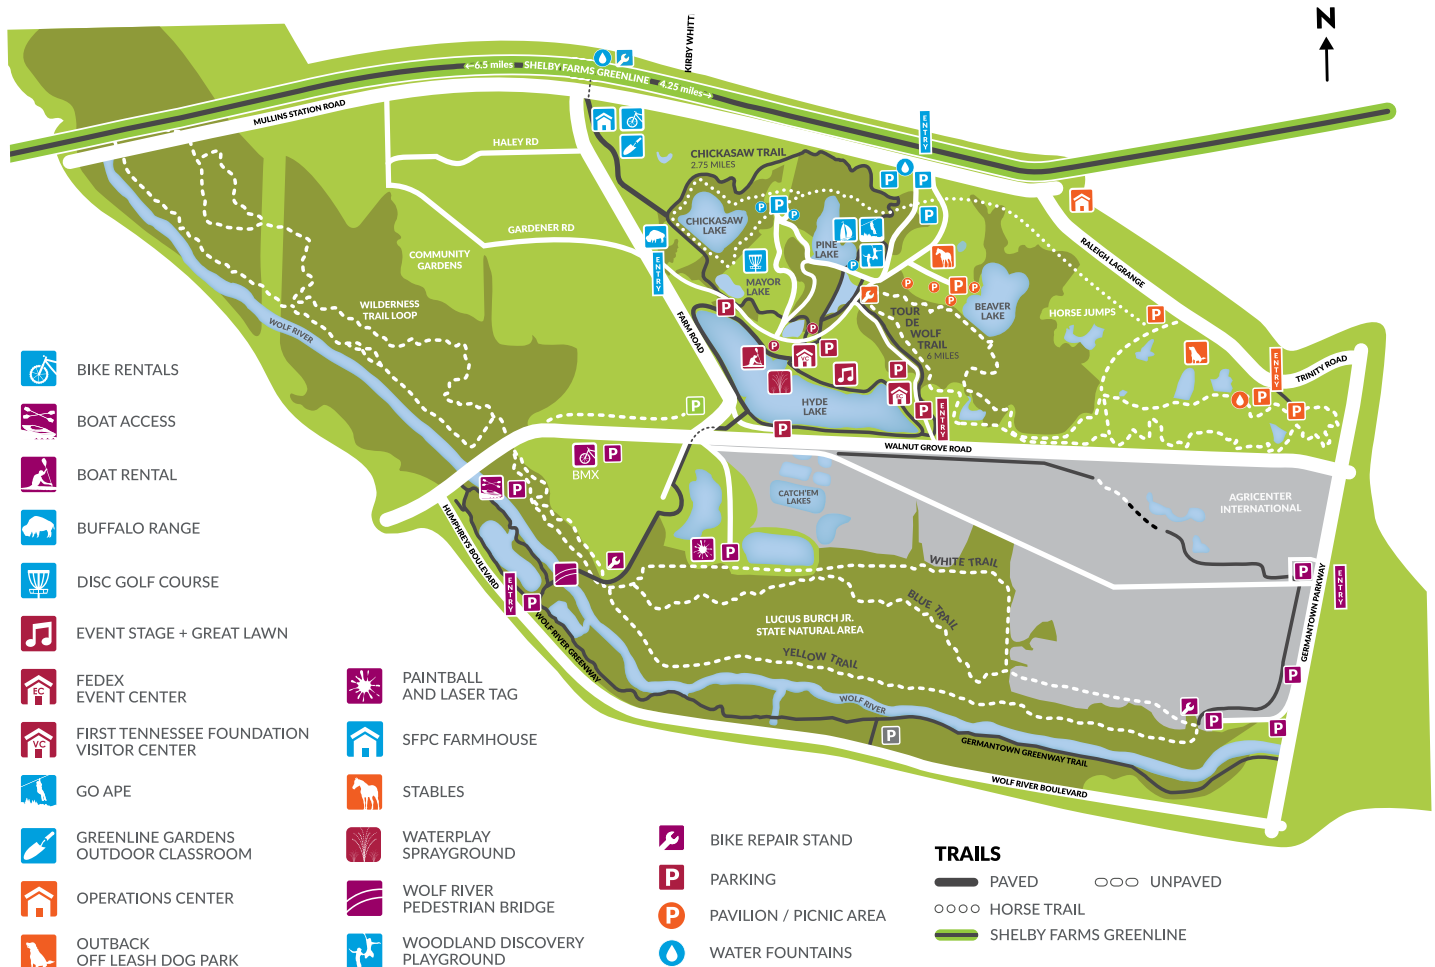 N
KIRBY WHITT
←6.5 miles
SHELBY FARMS GREENLINE
4.25 miles→
MULLINS STATION ROAD
ENTRY
HALEY RD
CHICKASAW TRAIL
2.75 MILES
P
P
P
P
P
P
CHICKASAW
LAKE
GARDENER RD
PINE
LAKE
RALEIGH LAGRANGE
COMMUNITY
GARDENS
ENTRY
MAYOR
LAKE
P
P
P
P
P
P
BEAVER
LAKE
WILDERNESS
TRAIL LOOP
P
TOUR
DE
WOLF
TRAIL
6 MILES
HORSE JUMPS
P
WOLF RIVER
FARM ROAD
P
P
VC
P
P
EC
ENTRY
TRINITY ROAD
P
P
P
HYDE
LAKE
P
ENTRY
P
WALNUT GROVE ROAD
BMX
P
P
CATCH'EM
LAKES
AGRICENTER
INTERNATIONAL
HUMPHREYS BOULEVARD
P
WHITE TRAIL
P
ENTRY
GERMANTOWN PARKWAY
ENTRY
P
BLUE TRAIL
LUCIUS BURCH JR.
STATE NATURAL AREA
WOLF RIVER GREENWAY
YELLOW TRAIL
P
WOLF RIVER
P
P
P
GERMANTOWN GREENWAY TRAIL
WOLF RIVER BOULEVARD
BIKE RENTALS
BOAT ACCESS
BOAT RENTAL
BUFFALO RANGE
DISC GOLF COURSE
EVENT STAGE + GREAT LAWN
EC
FEDEX
EVENT CENTER
VC
FIRST TENNESSEE FOUNDATION
VISITOR CENTER
GO APE
GREENLINE GARDENS
OUTDOOR CLASSROOM
OPERATIONS CENTER
OUTBACK
OFF LEASH DOG PARK
PAINTBALL
AND LASER TAG
SFPC FARMHOUSE
STABLES
WATERPLAY
SPRAYGROUND
WOLF RIVER
PEDESTRIAN BRIDGE
WOODLAND DISCOVERY
PLAYGROUND
BIKE REPAIR STAND
P PARKING
P PAVILION / PICNIC AREA
WATER FOUNTAINS
TRAILS
PAVED
UNPAVED
HORSE TRAIL
SHELBY FARMS GREENLINE